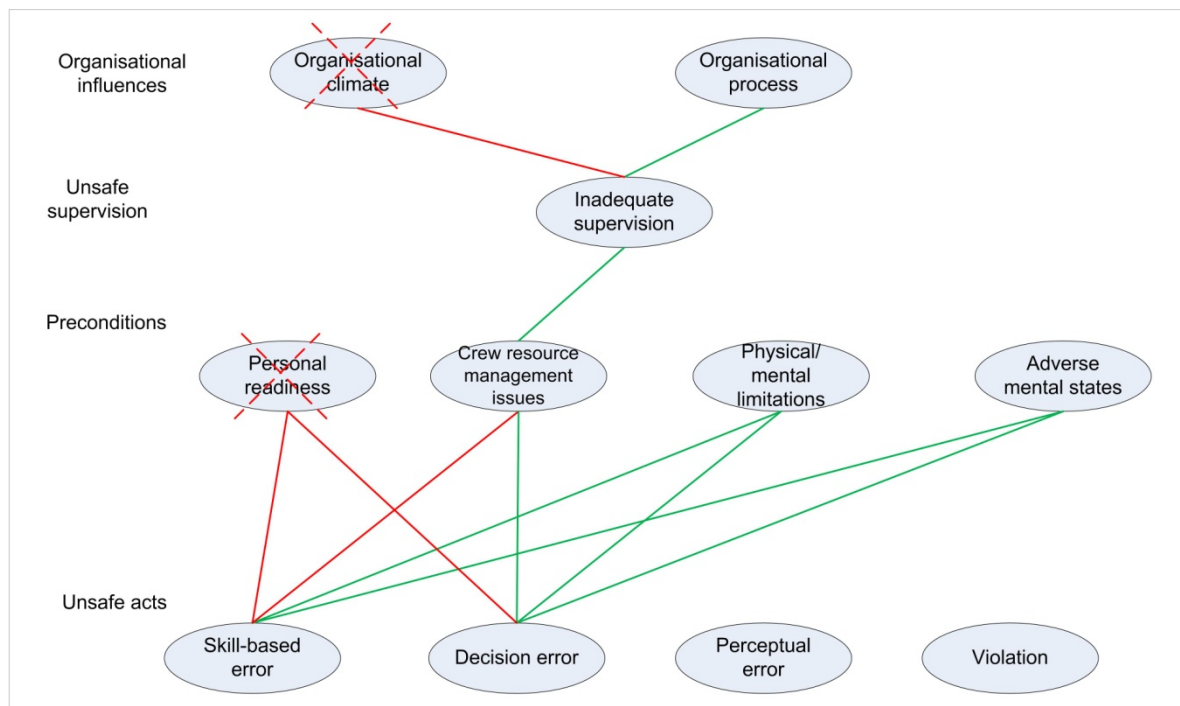 Organisational
influences
Organisational
climate
Organisational
process
Unsafe
supervision
Inadequate
supervision
Preconditions
Personal
readiness
Crew resource
management
issues
Physical/
mental
limitations
Adverse
mental states
Unsafe acts
Skill-based
error
Decision error
Perceptual
error
Violation